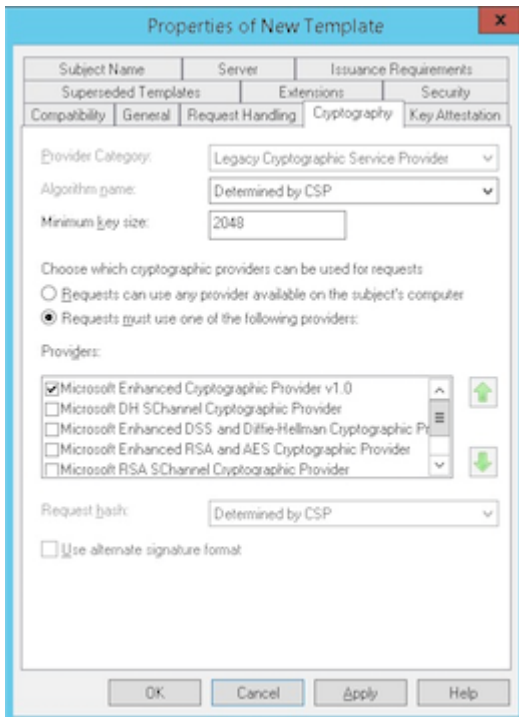 Properties of New Template
x
Subject Name Server Issuance Requirements
Superseded Templates Extensions Security
Compatibility General Request Handling Cryptography Key Attestation
Provider Category: Legacy Cryptographic Service Provider
Algorithm name: Determined by CSP
Minimum key size: 2048
Choose which cryptographic providers can be used for requests
Requests can use any provider available on the subject's computer
Requests must use one of the following providers:
Providers:
Microsoft Enhanced Cryptographic Provider v1.0
Microsoft DH SChannel Cryptographic Provider
Microsoft Enhanced DSS and Diffie-Hellman Cryptographic Pr
Microsoft Enhanced RSA and AES Cryptographic Provider
Microsoft RSA SChannel Cryptographic Provider
Request hash: Determined by CSP
Use alternate signature format
OK Cancel Apply Help